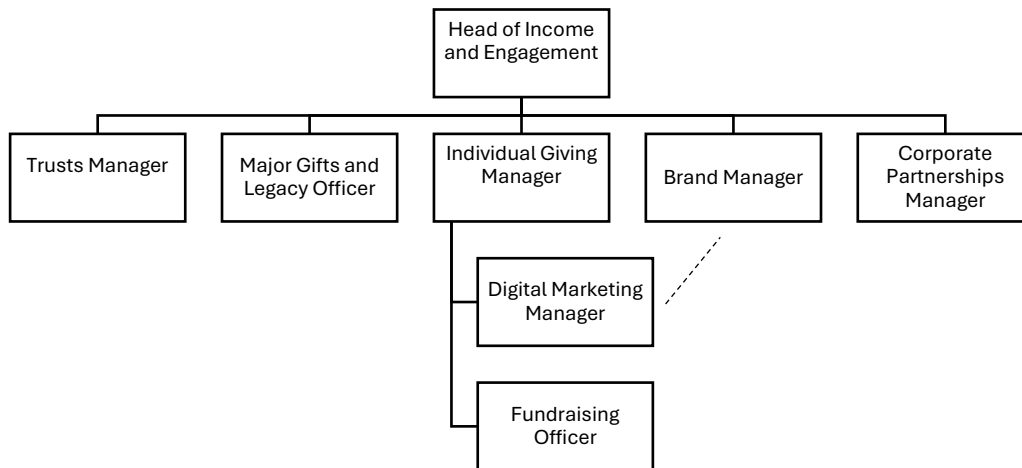 Head of Income
and Engagement
Trusts Manager
Major Gifts and
Legacy Officer
Individual Giving
Manager
Brand Manager
Corporate
Partnerships
Manager
Digital Marketing
Manager
Fundraising
Officer